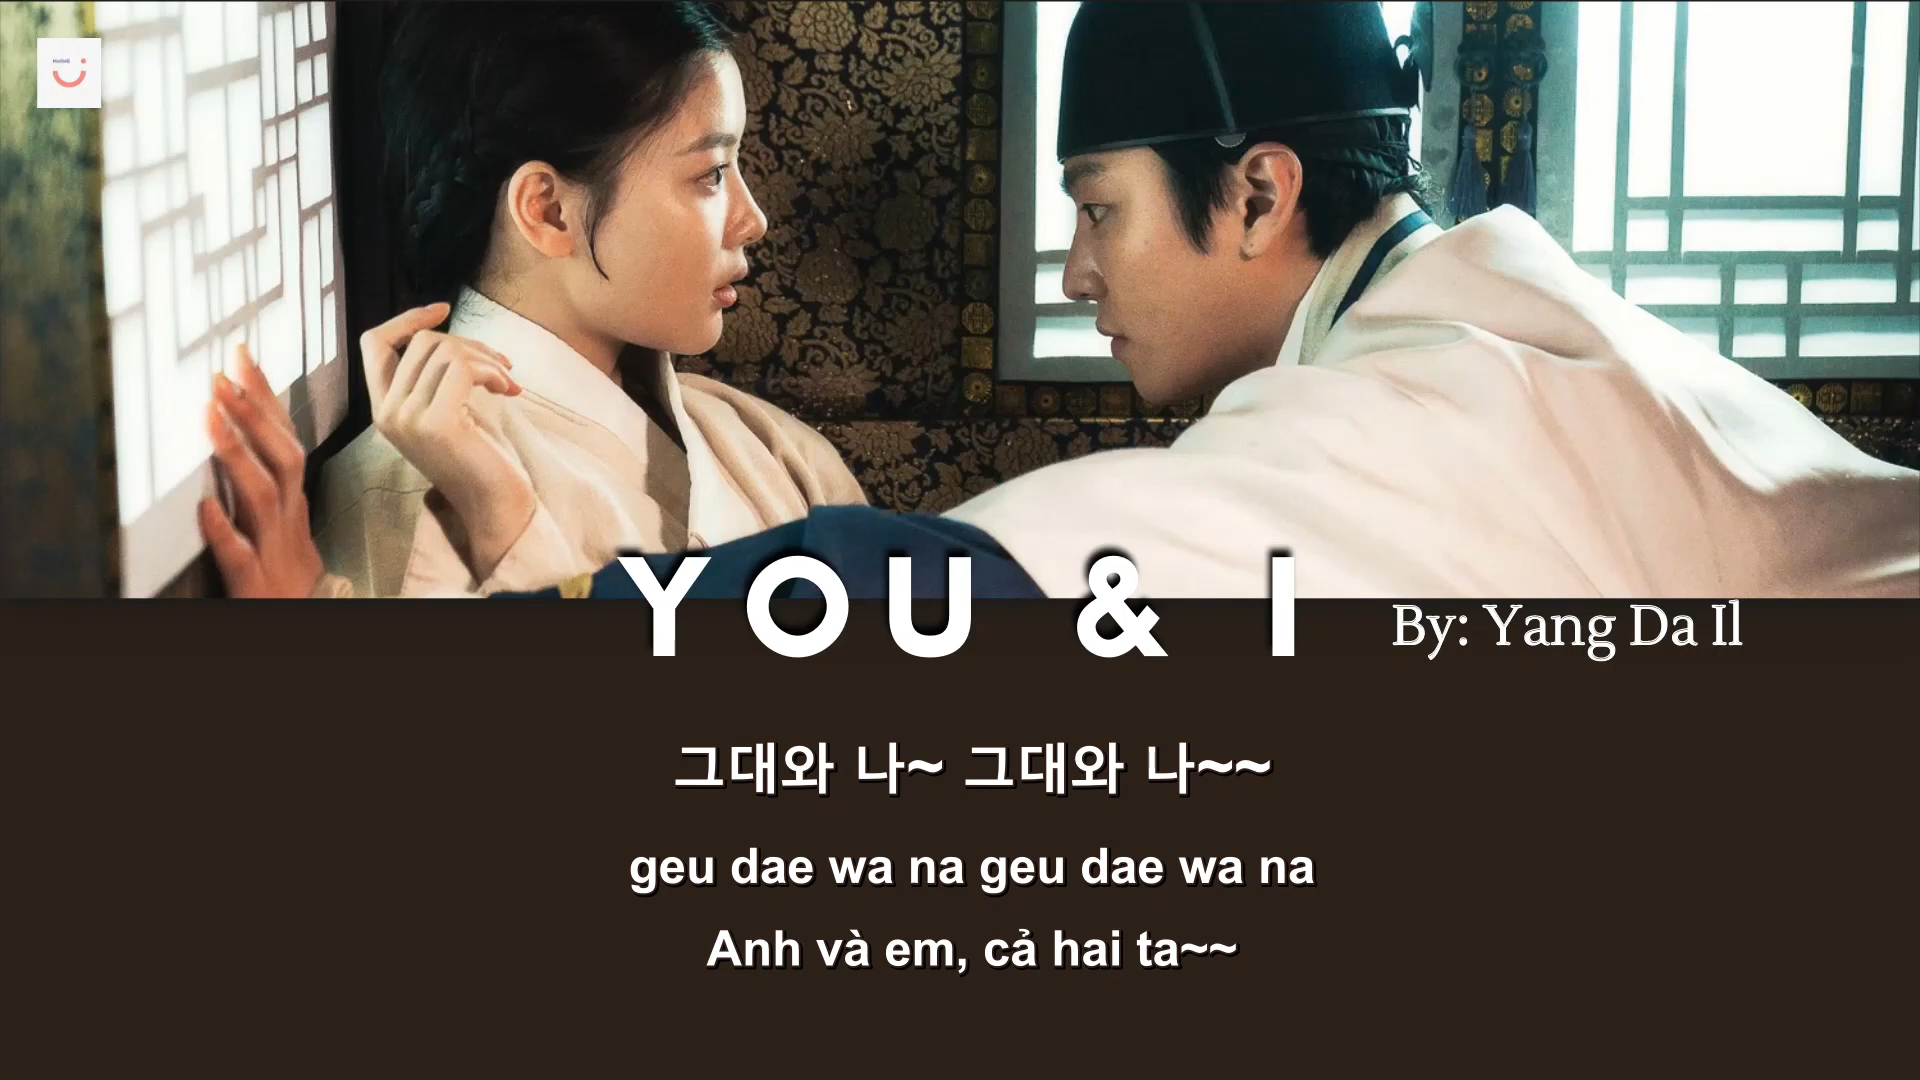 YOU & I
By: Yang Da Il
그대와 나~ 그대와 나~~
geu dae wa na geu dae wa na
Anh và em, cả hai ta~~